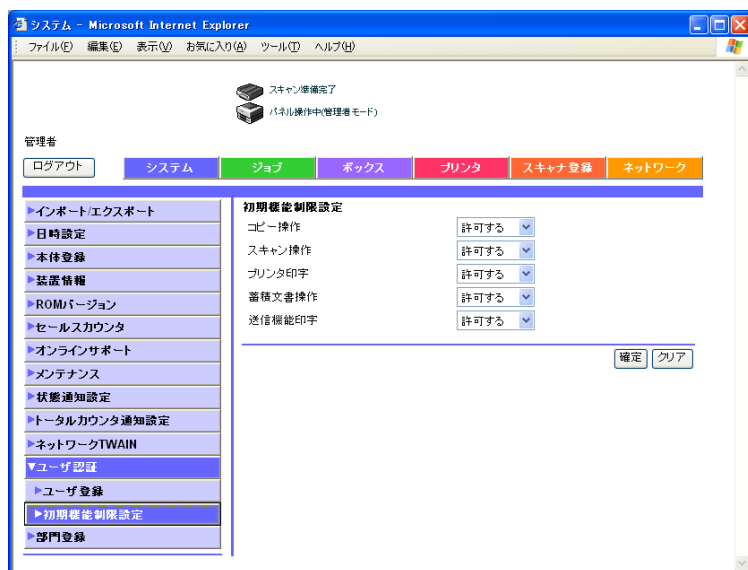 システム - Microsoft Internet Explorer
ファイル(F) 編集(E) 表示(V) お気に入り(A) ツール(T) ヘルプ(H)
スキャン準備完了
パネル操作中(管理者モード)
管理者
ログアウト
システム ジョブ ボックス プリンタ スキャナ登録 ネットワーク
▶インポート/エクスポート
▶日時設定
▶本体登録
▶装置情報
▶ROMバージョン
▶セールスカウンタ
▶オンラインサポート
▶メンテナンス
▶状態通知設定
▶トータルカウンタ通知設定
▶ネットワークTWAIN
▼ユーザ認証
▶ユーザ登録
▶初期機能制限設定
▶部門登録
初期機能制限設定
コピー操作 許可する
スキャン操作 許可する
プリンタ印字 許可する
蓄積文書操作 許可する
送信機能印字 許可する
確定 クリア